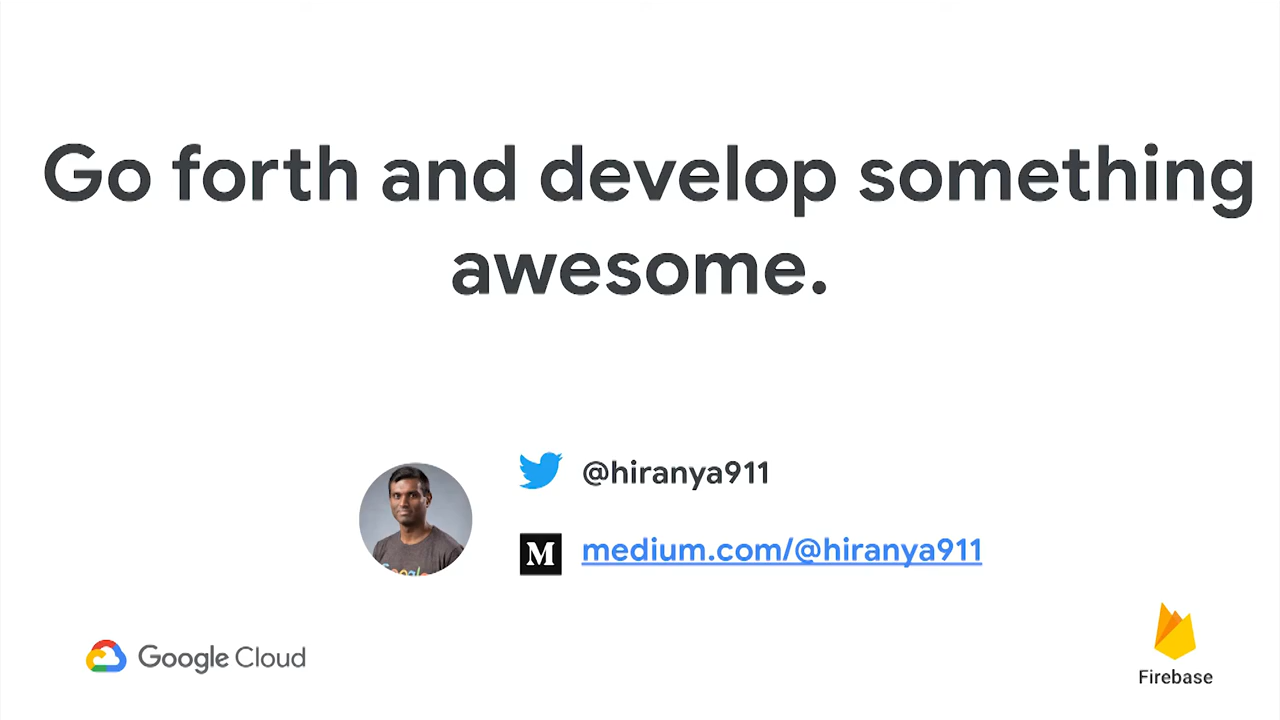 Go forth and develop something
awesome.
@hiranya911
M
medium.com/@hiranya911
Google Cloud
Firebase